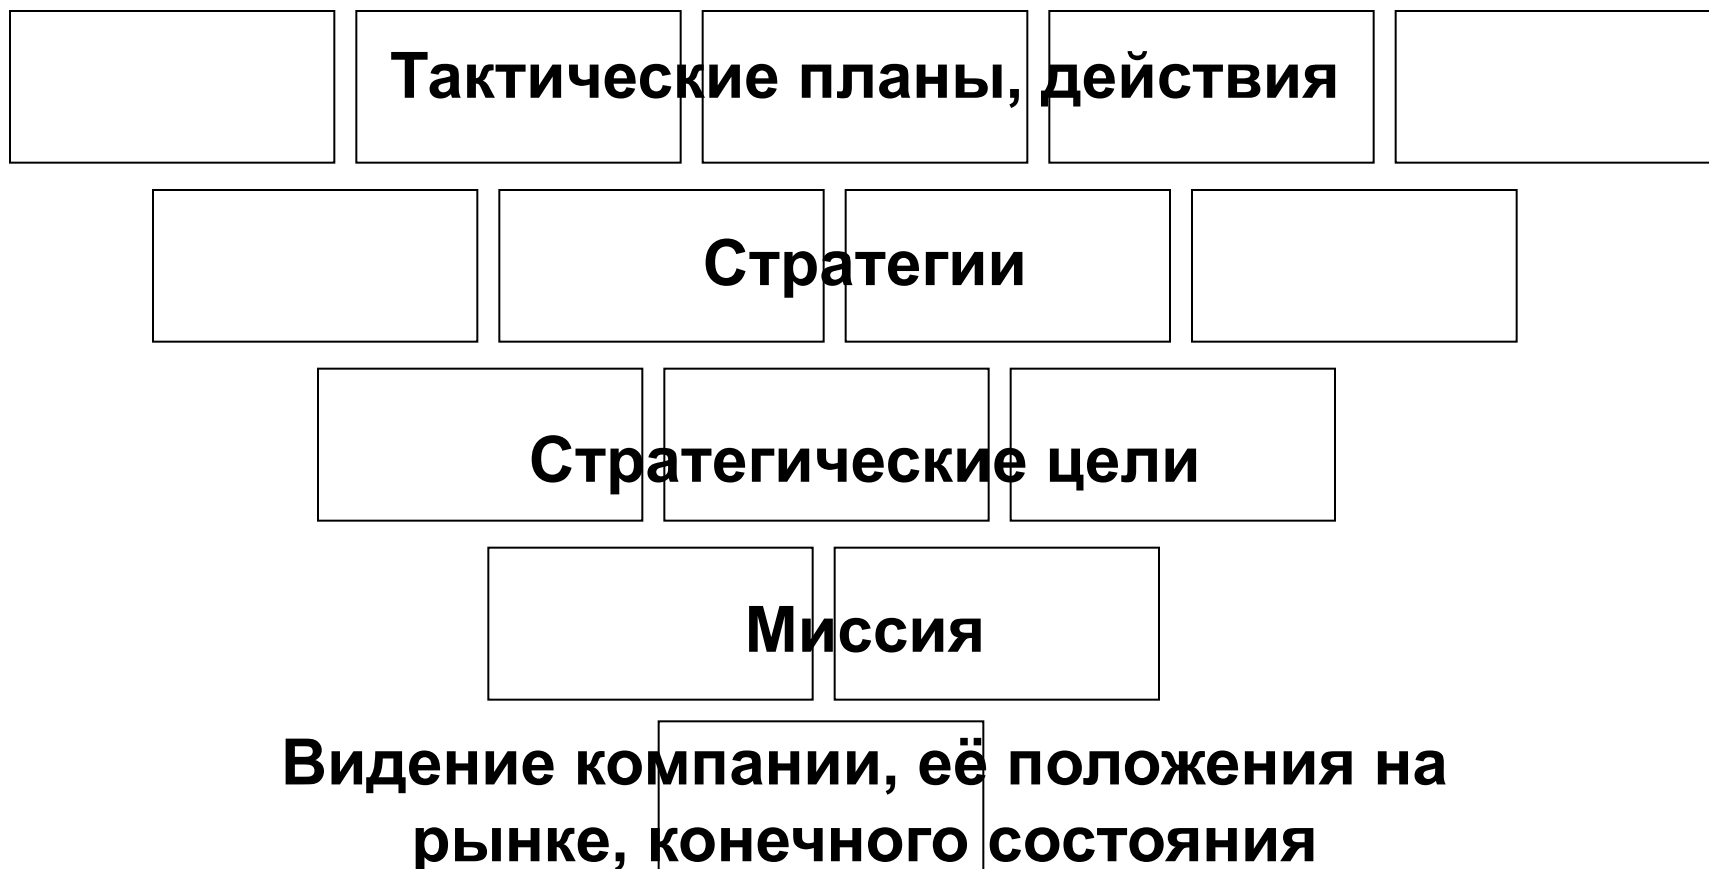 Тактические планы, действия
Стратегии
Стратегические цели
Миссия
Видение компании, её положения на
рынке, конечного состояния